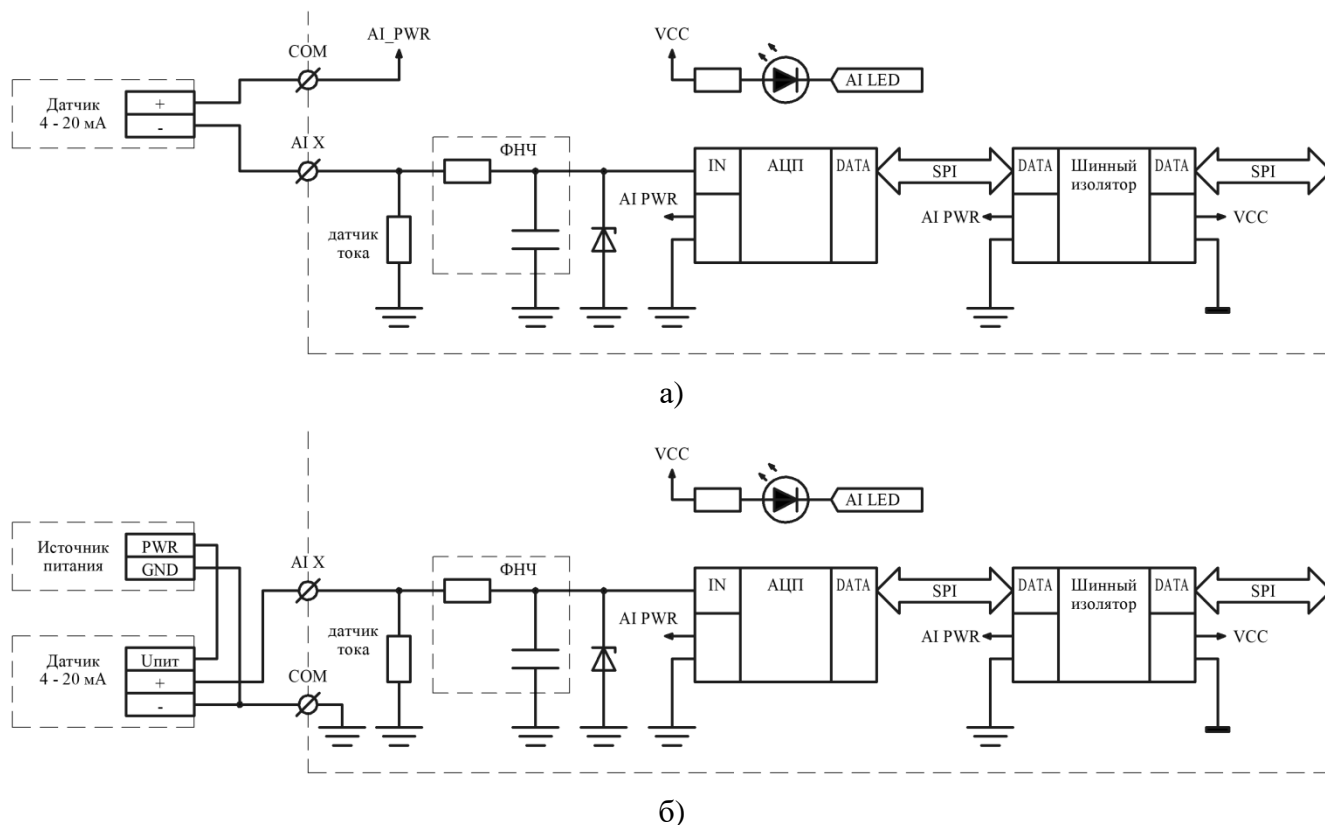 COM
AI_PWR
VCC
AI LED
Датчик
4 - 20 мА
+
-
AI X
ФНЧ
датчик
тока
IN
АЦП
DATA
AI PWR
SPI
DATA
Шинный
изолятор
DATA
AI PWR
VCC
SPI
а)
VCC
AI LED
Источник
питания
PWR
GND
AI X
ФНЧ
датчик
тока
IN
АЦП
DATA
AI PWR
SPI
DATA
Шинный
изолятор
DATA
AI PWR
VCC
SPI
Датчик
4 - 20 мА
Uпит
+
-
COM
б)